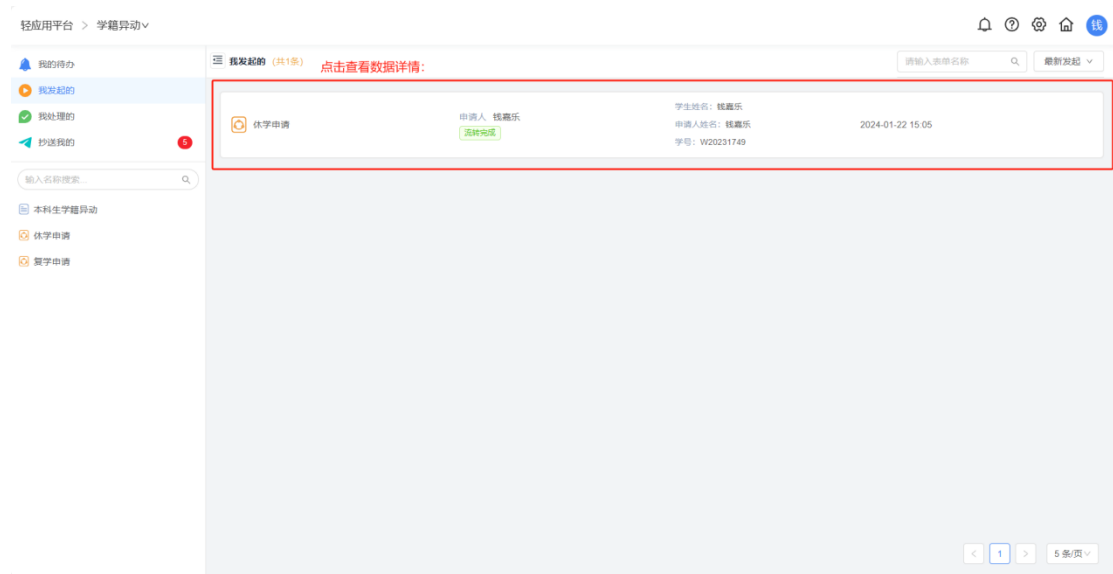 轻应用平台 > 学籍异动
钱
我的待办
我发起的
我处理的
抄送我的 5
输入名称搜索...
本科生学籍异动
休学申请
复学申请
我发起的 (共1条) 点击查看数据详情:
请输入表单名称
最新发起
休学申请
申请人 钱嘉乐
流转完成
学生姓名: 钱嘉乐
申请人姓名: 钱嘉乐
学号: W20231749
2024-01-22 15:05
< 1 > 5 条/页